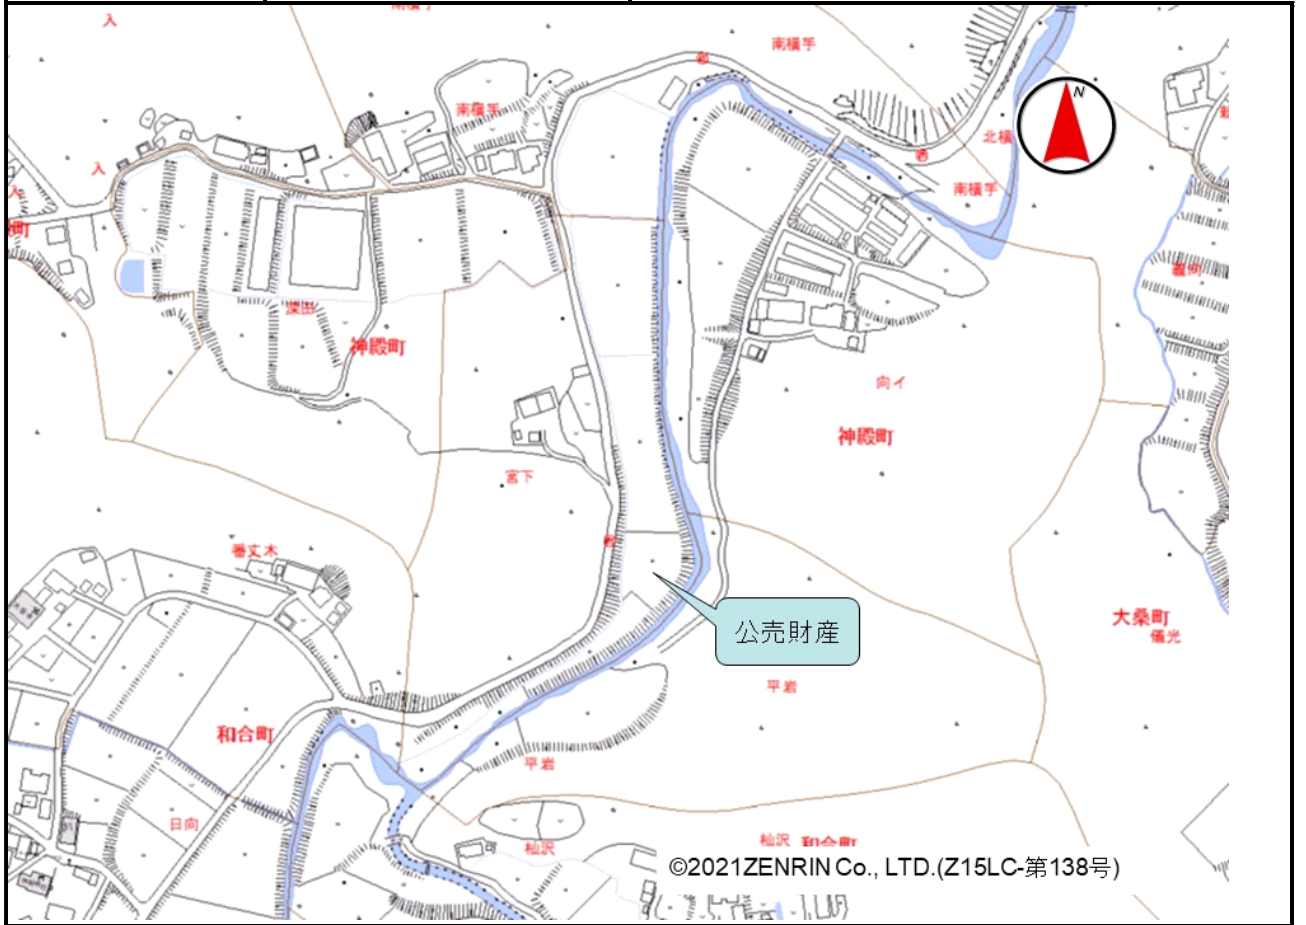 入
南横手
N
南横手
北横
入
南横手
入
深田
神殿町
向イ
神殿町
宮下
番丈木
大桑町
儀光
公売財産
平岩
和合町
平岩
日向
杣沢
杣沢
和合町
©2021ZENRIN Co., LTD.(Z15LC-第138号)